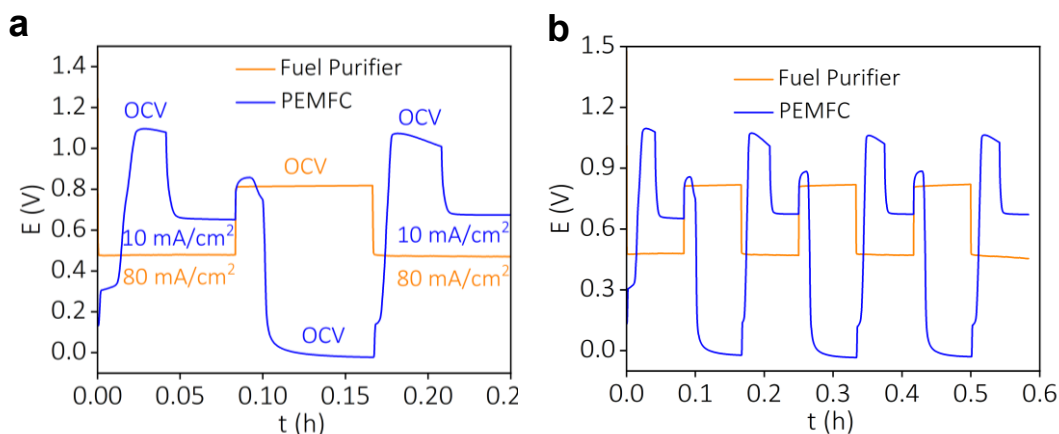 a
E (V)
1.4
1.2
1.0
0.8
0.6
0.4
0.2
0.0
Fuel Purifier
PEMFC
OCV
OCV
OCV
OCV
10 mA/cm²
80 mA/cm²
10 mA/cm²
80 mA/cm²
0.00 0.05 0.10 0.15 0.20 0.2
t (h)
b
E (V)
1.5
1.2
0.9
0.6
0.3
0.0
Fuel Purifier
PEMFC
0.0 0.1 0.2 0.3 0.4 0.5 0.6
t (h)